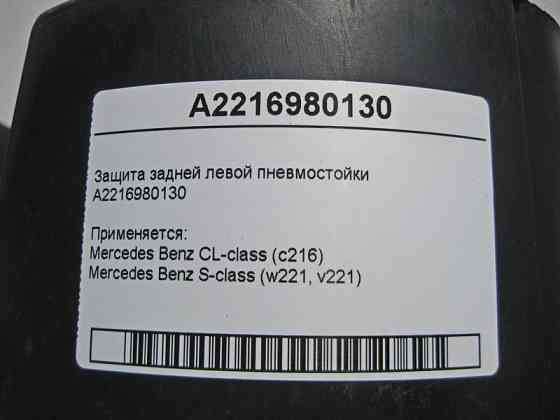 A2216980130
Защита задней левой пневмостойки
A2216980130
Применяется:
Mercedes Benz CL-class (c216)
Mercedes Benz S-class (w221, v221)